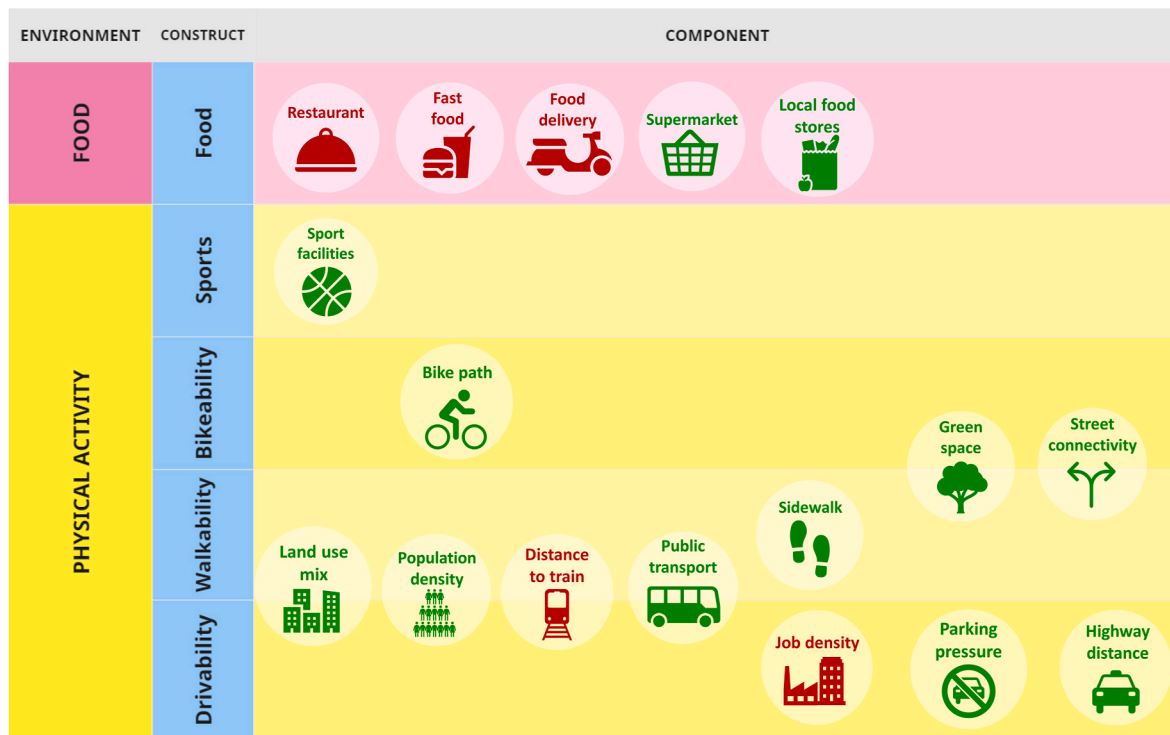 ENVIRONMENT
CONSTRUCT
COMPONENT
FOOD
Food
Restaurant
Fast
food
Food
delivery
Supermarket
Local food
stores
PHYSICAL ACTIVITY
Sports
Sport
facilities
Bikeability
Bike path
Green
space
Street
connectivity
Walkability
Sidewalk
Land use
mix
Population
density
Distance
to train
Public
transport
Drivability
Job density
Parking
pressure
Highway
distance